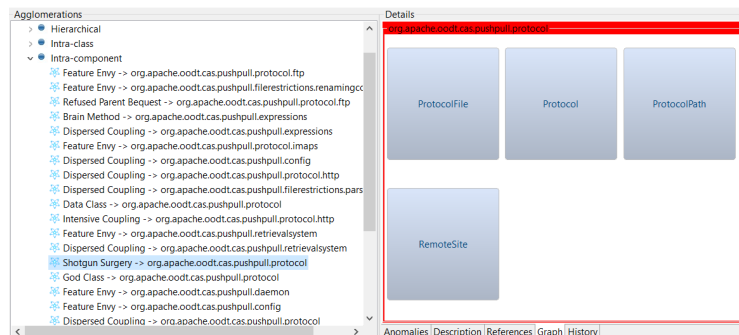 Agglomerations
Hierarchical
Intra-class
Intra-component
Feature Envy -> org.apache.oodt.cas.pushpull.protocol.ftp
Feature Envy -> org.apache.oodt.cas.pushpull.filerestrictions.renamingco
Refused Parent Bequest -> org.apache.oodt.cas.pushpull.protocol.ftp
Brain Method -> org.apache.oodt.cas.pushpull.expressions
Dispersed Coupling -> org.apache.oodt.cas.pushpull.expressions
Feature Envy -> org.apache.oodt.cas.pushpull.protocol.imaps
Dispersed Coupling -> org.apache.oodt.cas.pushpull.config
Dispersed Coupling -> org.apache.oodt.cas.pushpull.protocol.http
Dispersed Coupling -> org.apache.oodt.cas.pushpull.filerestrictions.pars
Data Class -> org.apache.oodt.cas.pushpull.protocol
Intensive Coupling -> org.apache.oodt.cas.pushpull.protocol.http
Feature Envy -> org.apache.oodt.cas.pushpull.retrievalsystem
Dispersed Coupling -> org.apache.oodt.cas.pushpull.retrievalsystem
Shotgun Surgery -> org.apache.oodt.cas.pushpull.protocol
God Class -> org.apache.oodt.cas.pushpull.protocol
Feature Envy -> org.apache.oodt.cas.pushpull.daemon
Feature Envy -> org.apache.oodt.cas.pushpull.config
Dispersed Coupling -> org.apache.oodt.cas.pushpull.protocol
Details
org.apache.oodt.cas.pushpull.protocol
ProtocolFile
Protocol
ProtocolPath
RemoteSite
Anomalies Description References Graph History